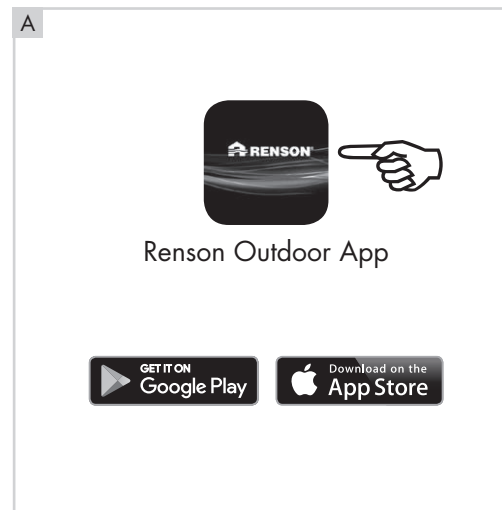 A
RENSON
Renson Outdoor App
GET IT ON
Google Play
Download on the
App Store